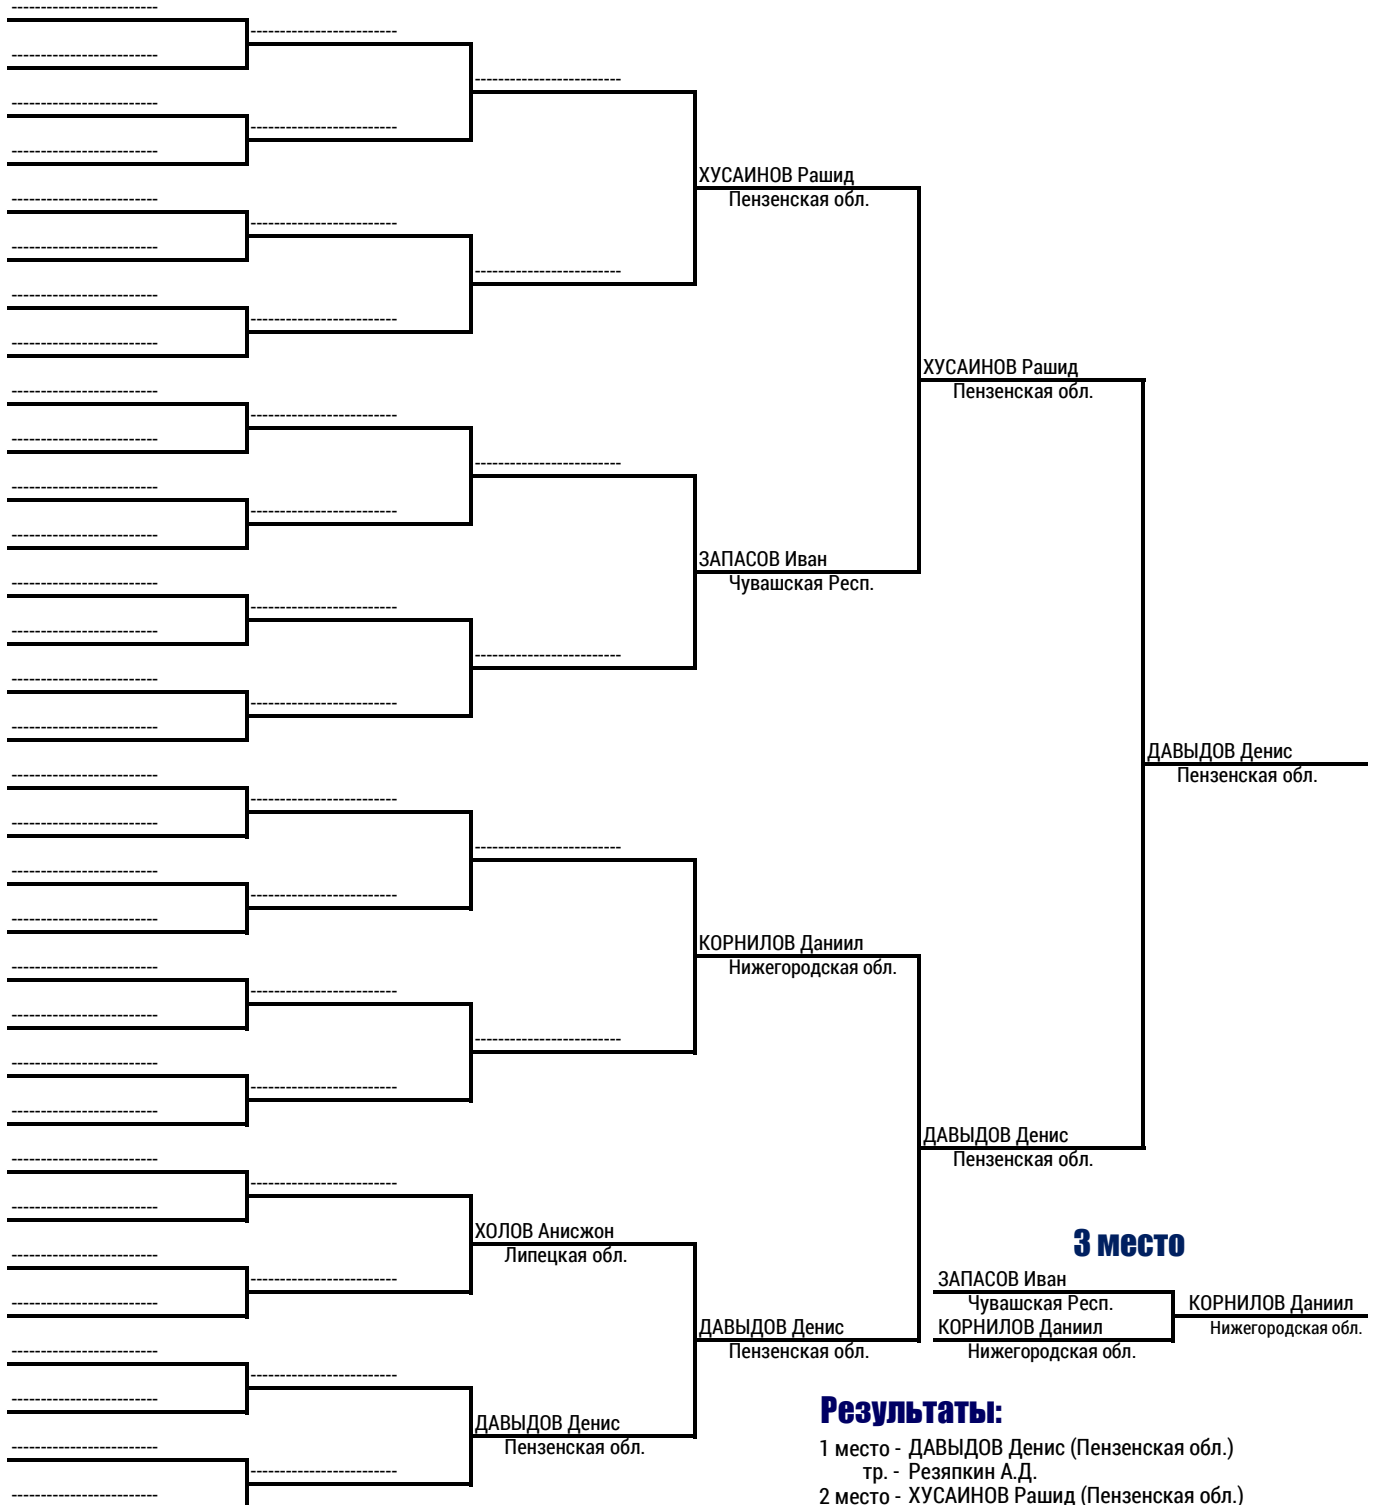 -------------------------
-------------------------
-------------------------
-------------------------
-------------------------
-------------------------
-------------------------
ХУСАИНОВ Рашид
Пензенская обл.
-------------------------
-------------------------
-------------------------
-------------------------
-------------------------
-------------------------
-------------------------
ХУСАИНОВ Рашид
Пензенская обл.
-------------------------
-------------------------
-------------------------
-------------------------
-------------------------
-------------------------
-------------------------
ЗАПАСОВ Иван
Чувашская Респ.
-------------------------
-------------------------
-------------------------
-------------------------
-------------------------
-------------------------
-------------------------
ДАВЫДОВ Денис
Пензенская обл.
-------------------------
-------------------------
-------------------------
-------------------------
-------------------------
-------------------------
-------------------------
КОРНИЛОВ Даниил
Нижегородская обл.
-------------------------
-------------------------
-------------------------
-------------------------
-------------------------
-------------------------
-------------------------
ДАВЫДОВ Денис
Пензенская обл.
-------------------------
-------------------------
-------------------------
ХОЛОВ Анисжон
Липецкая обл.
-------------------------
-------------------------
-------------------------
3 место
ЗАПАСОВ Иван
Чувашская Респ.
КОРНИЛОВ Даниил
Нижегородская обл.
КОРНИЛОВ Даниил
Нижегородская обл.
ДАВЫДОВ Денис
Пензенская обл.
-------------------------
-------------------------
-------------------------
ДАВЫДОВ Денис
Пензенская обл.
-------------------------
-------------------------
-------------------------
Результаты:
1 место - ДАВЫДОВ Денис (Пензенская обл.)
тр. - Резяпкин А.Д.
2 место - ХУСАИНОВ Рашид (Пензенская обл.)